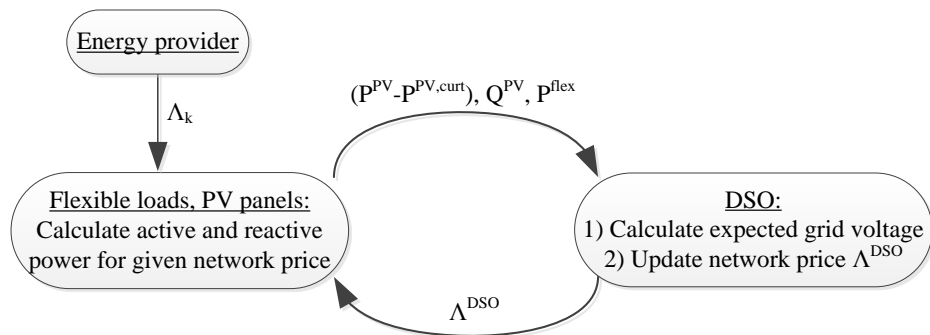 Energy provider
Λₖ
(Pᴾⱽ-Pᴾⱽ,ᶜᵘʳᵗ), Qᴾⱽ, Pᶠˡᵉˣ
Flexible loads, PV panels:
Calculate active and reactive
power for given network price
DSO:
1) Calculate expected grid voltage
2) Update network price Λᴰˢᴼ
Λᴰˢᴼ